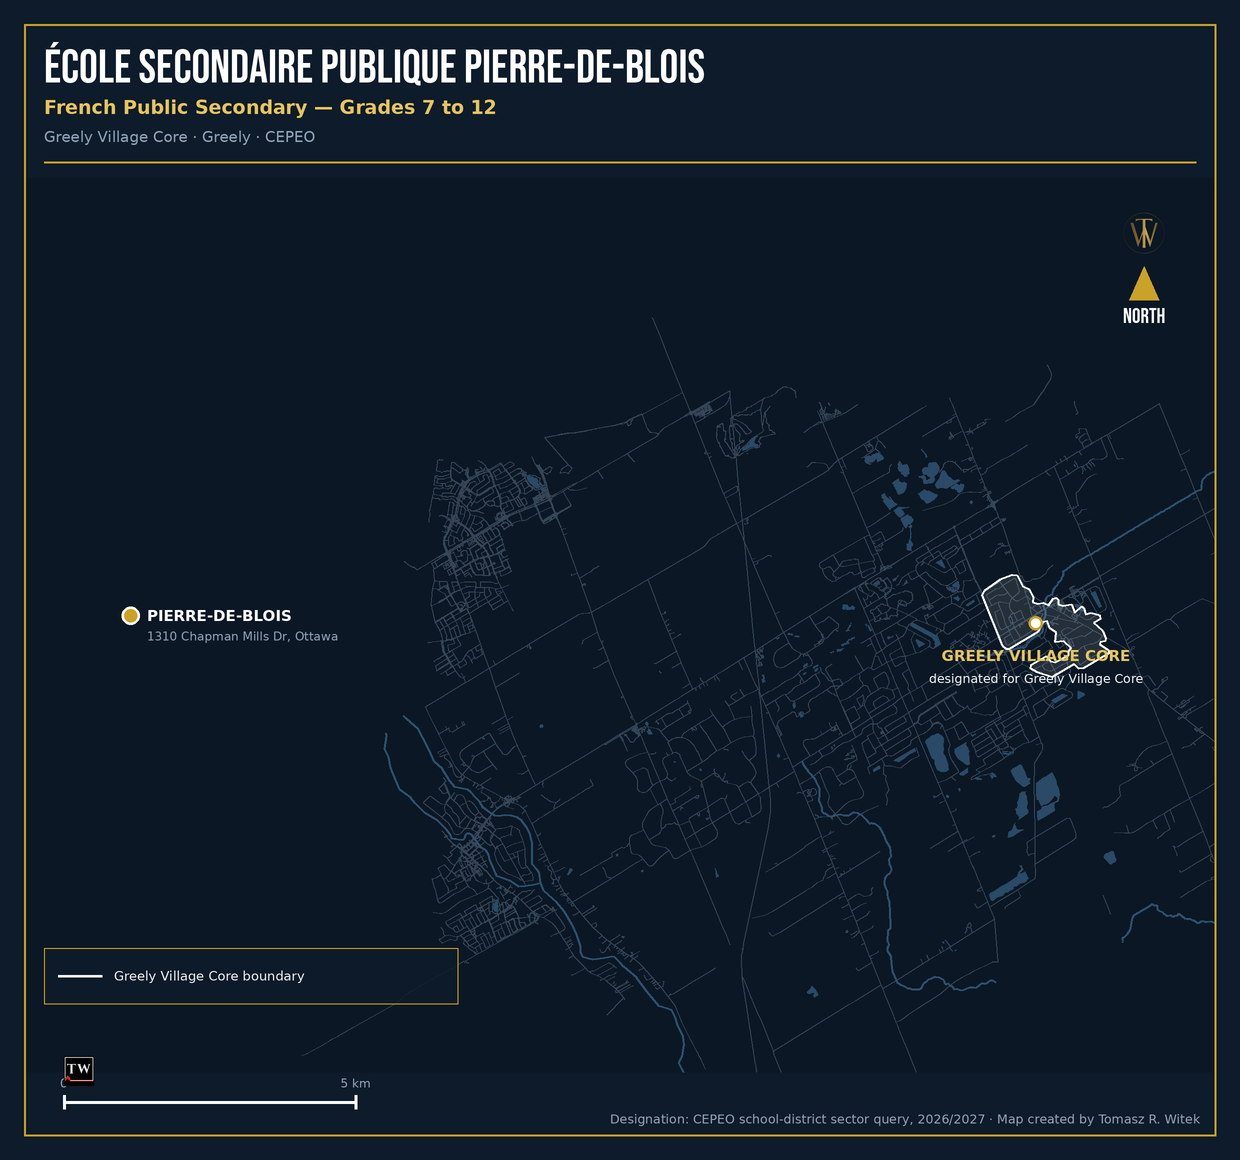 ÉCOLE SECONDAIRE PUBLIQUE PIERRE-DE-BLOIS
French Public Secondary — Grades 7 to 12
Greely Village Core · Greely · CEPEO
TW
NORTH
PIERRE-DE-BLOIS
1310 Chapman Mills Dr, Ottawa
GREELY VILLAGE CORE
designated for Greely Village Core
Greely Village Core boundary
TW
0 5 km
Designation: CEPEO school-district sector query, 2026/2027 · Map created by Tomasz R. Witek